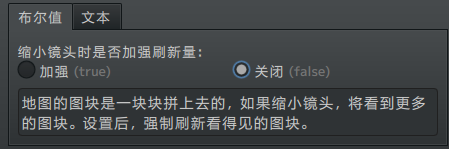 布尔值 文本
缩小镜头时是否加强刷新量：
加强 (true) 关闭 (false)
地图的图块是一块块拼上去的，如果缩小镜头，将看到更多
的图块。设置后，强制刷新看得见的图块。